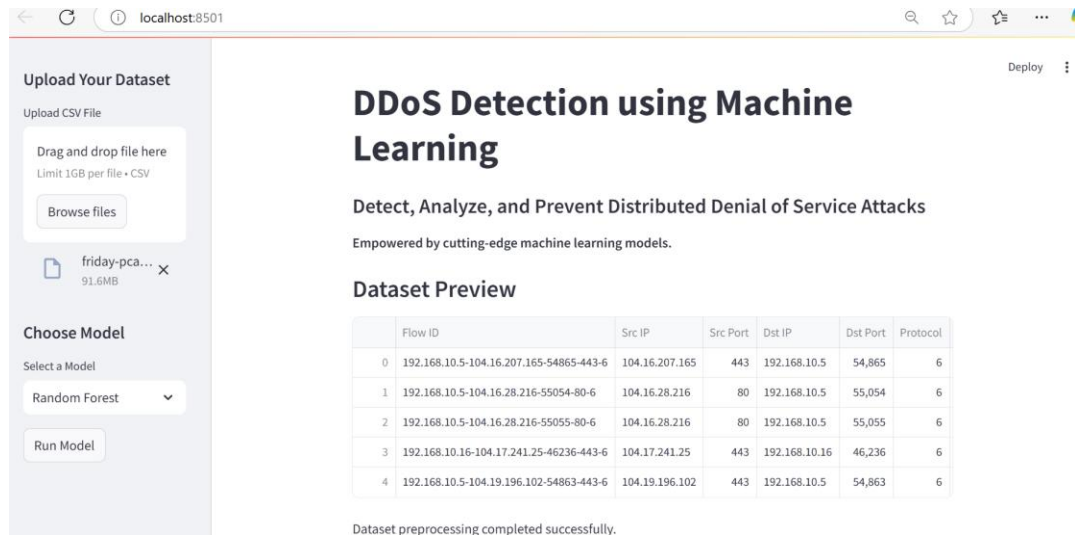 localhost:8501
Deploy
Upload Your Dataset
Upload CSV File
Drag and drop file here
Limit 1GB per file • CSV
Browse files
friday-pca...
91.6MB
Choose Model
Select a Model
Random Forest
Run Model
DDoS Detection using Machine
Learning
Detect, Analyze, and Prevent Distributed Denial of Service Attacks
Empowered by cutting-edge machine learning models.
Dataset Preview
Flow ID Src IP Src Port Dst IP Dst Port Protocol
0 192.168.10.5-104.16.207.165-54865-443-6 104.16.207.165 443 192.168.10.5 54,865 6
1 192.168.10.5-104.16.28.216-55054-80-6 104.16.28.216 80 192.168.10.5 55,054 6
2 192.168.10.5-104.16.28.216-55055-80-6 104.16.28.216 80 192.168.10.5 55,055 6
3 192.168.10.16-104.17.241.25-46236-443-6 104.17.241.25 443 192.168.10.16 46,236 6
4 192.168.10.5-104.19.196.102-54863-443-6 104.19.196.102 443 192.168.10.5 54,863 6
Dataset preprocessing completed successfully.